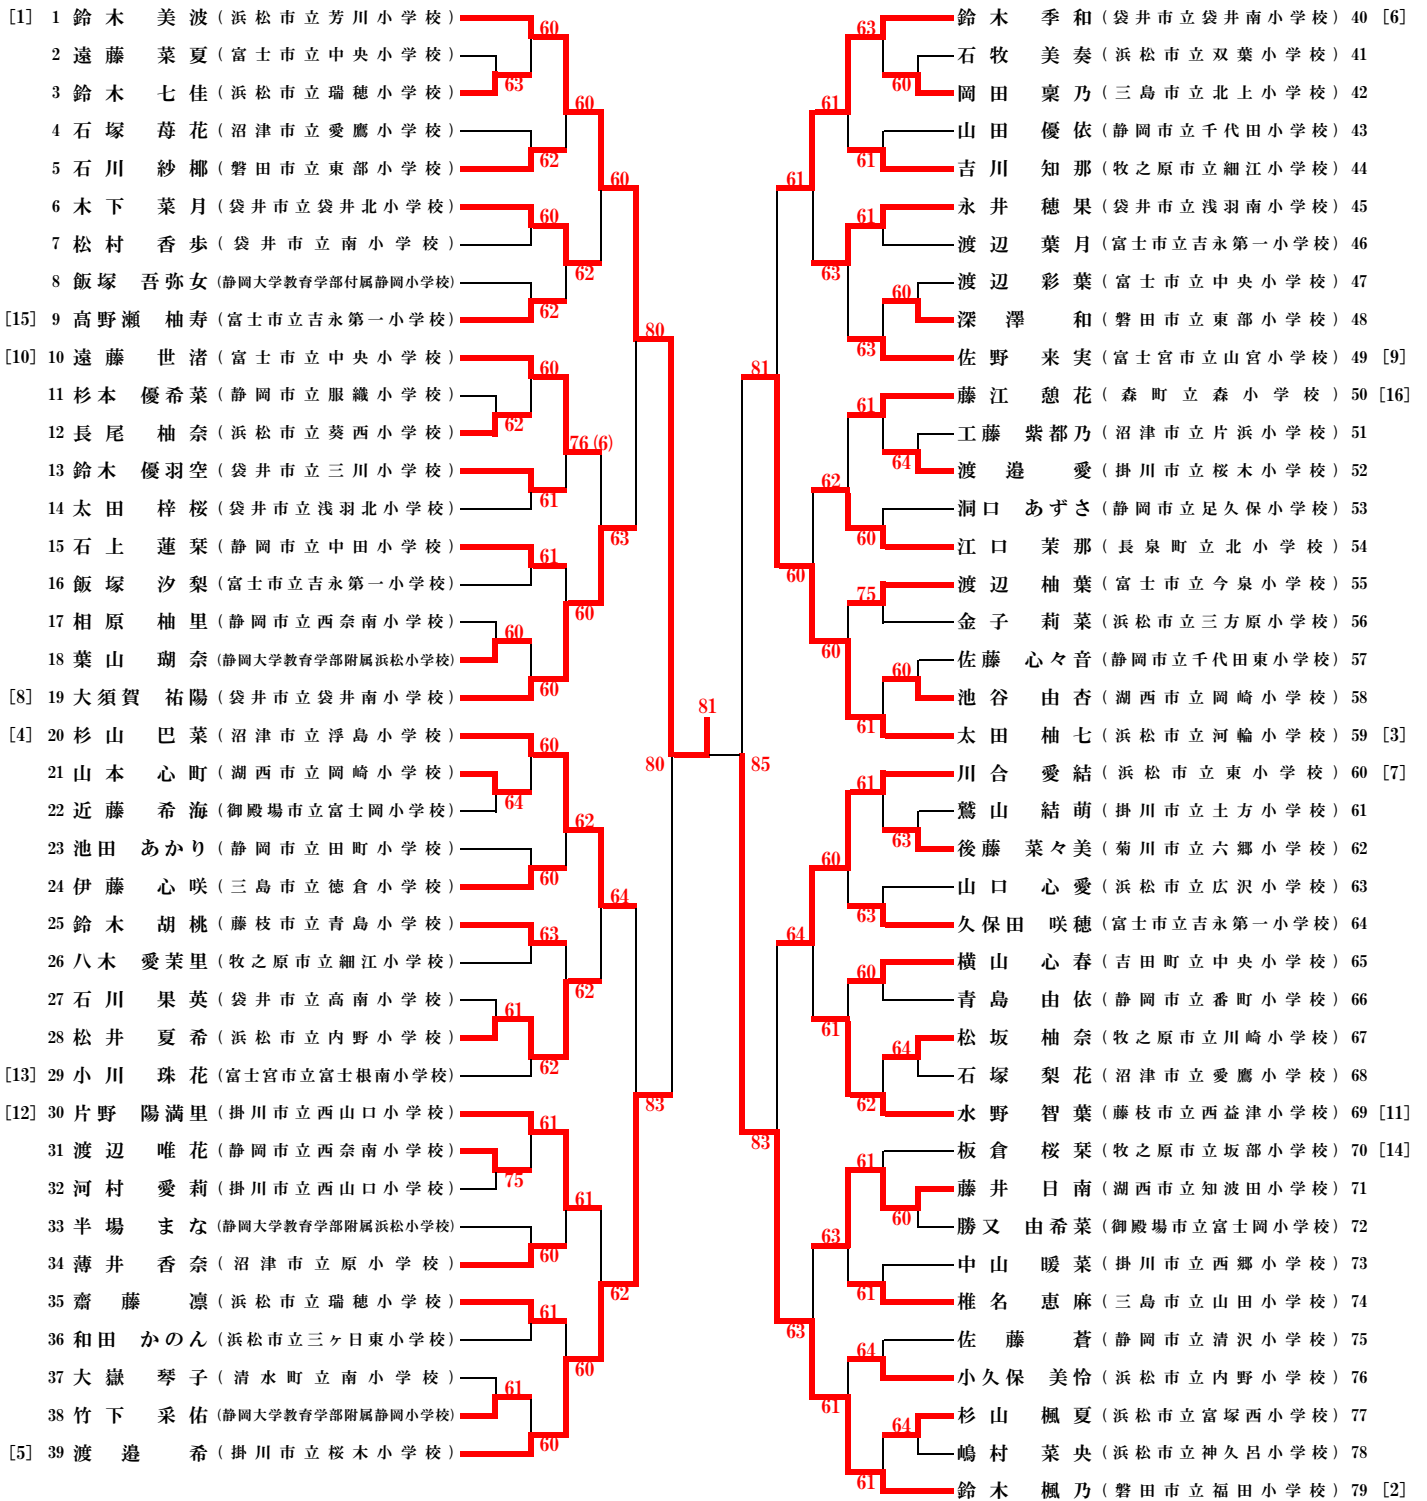 [1] 1 鈴木 美波 (浜松市立芳川小学校)
2 遠藤 菜夏 (富士市立中央小学校)
3 鈴木 七佳 (浜松市立瑞穂小学校)
4 石塚 苺花 (沼津市立愛鷹小学校)
5 石川 紗梛 (磐田市立東部小学校)
6 木下 菜月 (袋井市立袋井北小学校)
7 松村 香歩 (袋井市立南小学校)
8 飯塚 吾弥女 (静岡大学教育学部付属静岡小学校)
[15] 9 高野瀬 柚寿 (富士市立吉永第一小学校)
[10] 10 遠藤 世渚 (富士市立中央小学校)
11 杉本 優希菜 (静岡市立服織小学校)
12 長尾 柚奈 (浜松市立葵西小学校)
13 鈴木 優羽空 (袋井市立三川小学校)
14 太田 梓桜 (袋井市立浅羽北小学校)
15 石上 蓮栞 (静岡市立中田小学校)
16 飯塚 汐梨 (富士市立吉永第一小学校)
17 相原 柚里 (静岡市立西奈南小学校)
18 葉山 瑚奈 (静岡大学教育学部附属浜松小学校)
[8] 19 大須賀 祐陽 (袋井市立袋井南小学校)
[4] 20 杉山 巴菜 (沼津市立浮島小学校)
21 山本 心町 (湖西市立岡崎小学校)
22 近藤 希海 (御殿場市立富士岡小学校)
23 池田 あかり (静岡市立田町小学校)
24 伊藤 心咲 (三島市立徳倉小学校)
25 鈴木 胡桃 (藤枝市立青島小学校)
26 八木 愛茉里 (牧之原市立細江小学校)
27 石川 果英 (袋井市立高南小学校)
28 松井 夏希 (浜松市立内野小学校)
[13] 29 小川 珠花 (富士宮市立富士根南小学校)
[12] 30 片野 陽満里 (掛川市立西山口小学校)
31 渡辺 唯花 (静岡市立西奈南小学校)
32 河村 愛莉 (掛川市立西山口小学校)
33 半場 まな (静岡大学教育学部附属浜松小学校)
34 薄井 香奈 (沼津市立原小学校)
35 齋藤 凛 (浜松市立瑞穂小学校)
36 和田 かのん (浜松市立三ヶ日東小学校)
37 大嶽 琴子 (清水町立南小学校)
38 竹下 采佑 (静岡大学教育学部附属静岡小学校)
[5] 39 渡邉 希 (掛川市立桜木小学校)
60
63
62
60
62
60
62
61
61
60
60
60
64
60
63
61
62
61
75
60
61
61
60
60
62
76(6)
60
62
62
61
60
60
63
64
62
80
83
80
81
85
81
83
61
60
64
63
61
63
62
60
60
61
63
61
63
60
61
61
60
63
61
64
60
75
60
61
61
63
63
60
64
62
61
60
61
64
64
61
鈴木 季和 (袋井市立袋井南小学校) 40 [6]
石牧 美奏 (浜松市立双葉小学校) 41
岡田 稟乃 (三島市立北上小学校) 42
山田 優依 (静岡市立千代田小学校) 43
吉川 知那 (牧之原市立細江小学校) 44
永井 穂果 (袋井市立浅羽南小学校) 45
渡辺 葉月 (富士市立吉永第一小学校) 46
渡辺 彩葉 (富士市立中央小学校) 47
深澤 和 (磐田市立東部小学校) 48
佐野 来実 (富士宮市立山宮小学校) 49 [9]
藤江 憩花 (森町立森小学校) 50 [16]
工藤 紫都乃 (沼津市立片浜小学校) 51
渡邉 愛 (掛川市立桜木小学校) 52
洞口 あずさ (静岡市立足久保小学校) 53
江口 茉那 (長泉町立北小学校) 54
渡辺 柚葉 (富士市立今泉小学校) 55
金子 莉菜 (浜松市立三方原小学校) 56
佐藤 心々音 (静岡市立千代田東小学校) 57
池谷 由杏 (湖西市立岡崎小学校) 58
太田 柚七 (浜松市立河輪小学校) 59 [3]
川合 愛結 (浜松市立東小学校) 60 [7]
鷲山 結萌 (掛川市立土方小学校) 61
後藤 菜々美 (菊川市立六郷小学校) 62
山口 心愛 (浜松市立広沢小学校) 63
久保田 咲穂 (富士市立吉永第一小学校) 64
横山 心春 (吉田町立中央小学校) 65
青島 由依 (静岡市立番町小学校) 66
松坂 柚奈 (牧之原市立川崎小学校) 67
石塚 梨花 (沼津市立愛鷹小学校) 68
水野 智葉 (藤枝市立西益津小学校) 69 [11]
板倉 桜栞 (牧之原市立坂部小学校) 70 [14]
藤井 日南 (湖西市立知波田小学校) 71
勝又 由希菜 (御殿場市立富士岡小学校) 72
中山 暖菜 (掛川市立西郷小学校) 73
椎名 恵麻 (三島市立山田小学校) 74
佐藤 蒼 (静岡市立清沢小学校) 75
小久保 美怜 (浜松市立内野小学校) 76
杉山 楓夏 (浜松市立富塚西小学校) 77
嶋村 菜央 (浜松市立神久呂小学校) 78
鈴木 楓乃 (磐田市立福田小学校) 79 [2]